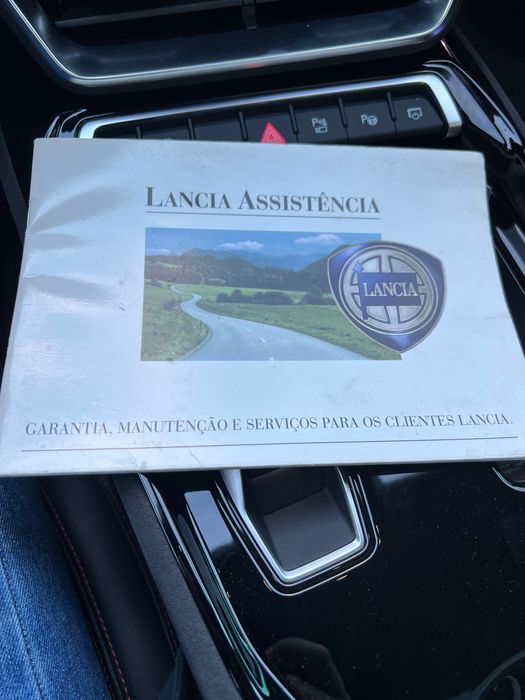 LANCIA ASSISTÊNCIA
LANCIA
GARANTIA, MANUTENÇÃO E SERVIÇOS PARA OS CLIENTES LANCIA.